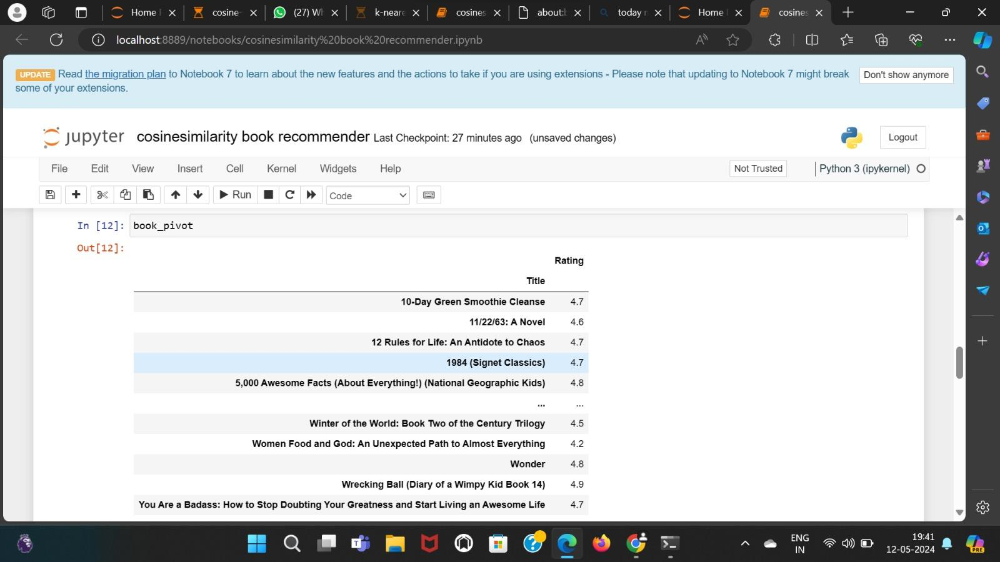 Home
cosine-
(27) Wh
k-neare
cosines
about:b
today n
Home
cosines
localhost:8889/notebooks/cosinesimilarity%20book%20recommender.ipynb
UPDATE Read the migration plan to Notebook 7 to learn about the new features and the actions to take if you are using extensions - Please note that updating to Notebook 7 might break
some of your extensions.
Don't show anymore
jupyter cosinesimilarity book recommender Last Checkpoint: 27 minutes ago (unsaved changes)
Logout
File Edit View Insert Cell Kernel Widgets Help
Not Trusted
Python 3 (ipykernel)
Run
Code
In [12]: book_pivot
Out[12]:
Rating
Title
10-Day Green Smoothie Cleanse 4.7
11/22/63: A Novel 4.6
12 Rules for Life: An Antidote to Chaos 4.7
1984 (Signet Classics) 4.7
5,000 Awesome Facts (About Everything!) (National Geographic Kids) 4.8
... ...
Winter of the World: Book Two of the Century Trilogy 4.5
Women Food and God: An Unexpected Path to Almost Everything 4.2
Wonder 4.8
Wrecking Ball (Diary of a Wimpy Kid Book 14) 4.9
You Are a Badass: How to Stop Doubting Your Greatness and Start Living an Awesome Life 4.7
ENG
IN
19:41
12-05-2024
PRE